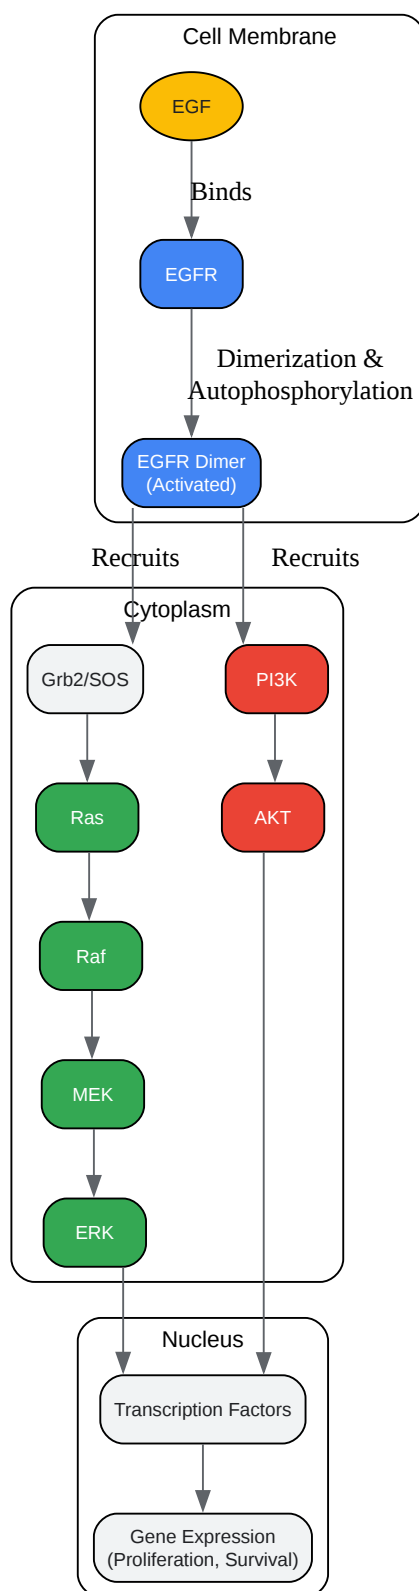 Cell Membrane
EGF
Binds
EGFR
Dimerization &
Autophosphorylation
EGFR Dimer
(Activated)
Recruits
Recruits
Cytoplasm
Grb2/SOS
PI3K
Ras
AKT
Raf
MEK
ERK
Nucleus
Transcription Factors
Gene Expression
(Proliferation, Survival)